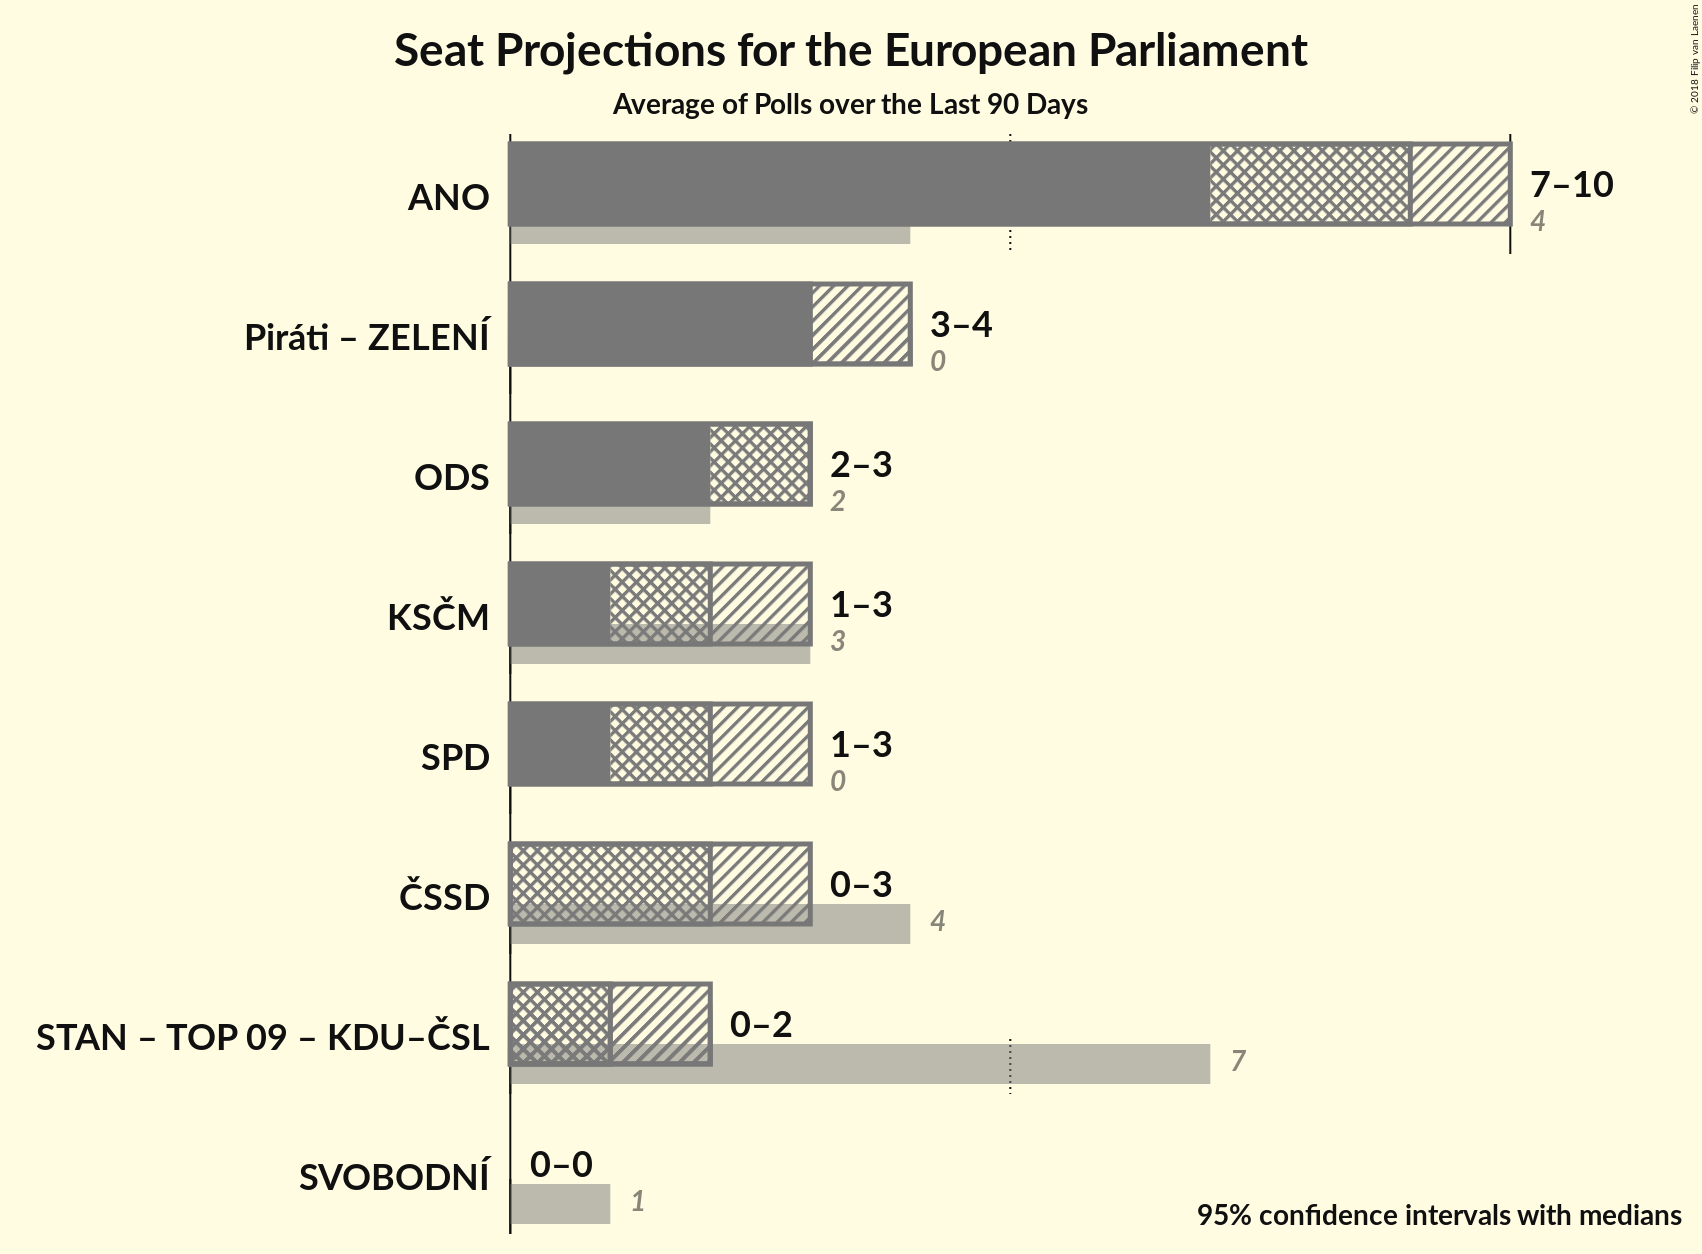 Seat Projections for the European Parliament
Average of Polls over the Last 90 Days
© 2018 Filip van Laenen
ANO
7–10
4
Piráti – ZELENÍ
3–4
0
ODS
2–3
2
KSČM
1–3
3
SPD
1–3
0
ČSSD
0–3
4
STAN – TOP 09 – KDU–ČSL
0–2
7
SVOBODNÍ
0–0
1
95% confidence intervals with medians